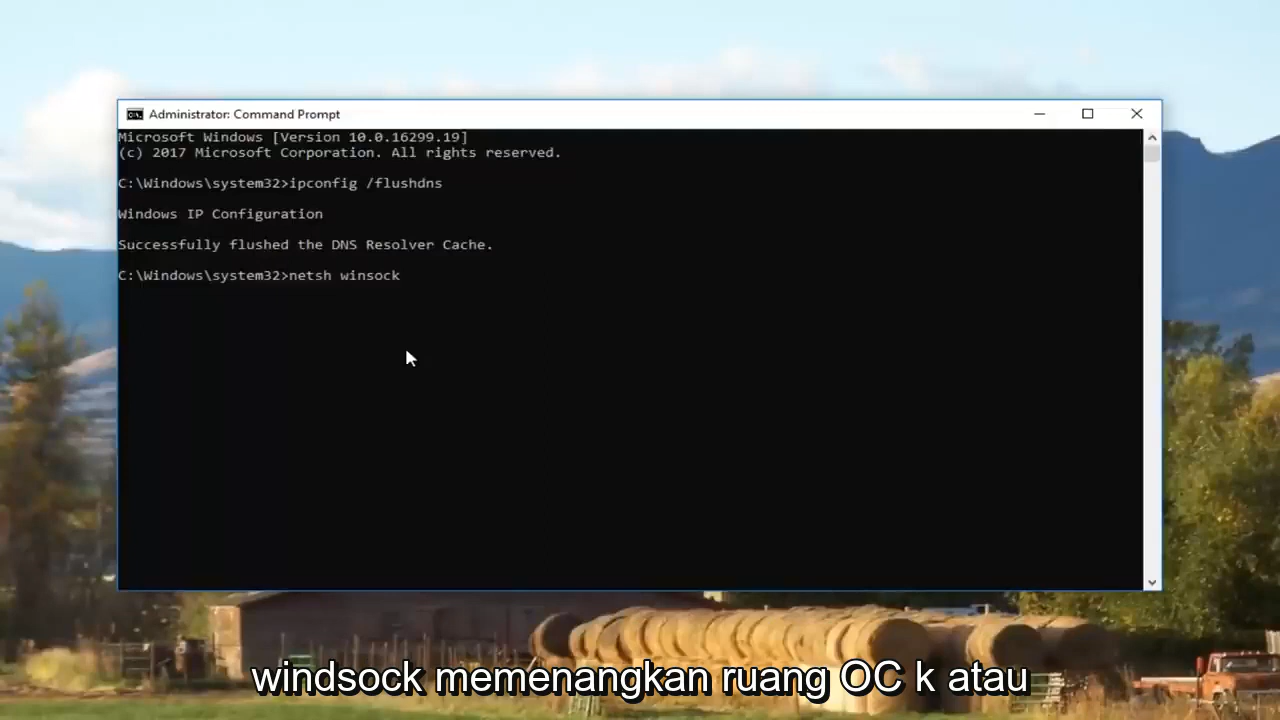 Administrator: Command Prompt
Microsoft Windows [Version 10.0.16299.19]
(c) 2017 Microsoft Corporation. All rights reserved.
C:\Windows\system32>ipconfig /flushdns
Windows IP Configuration
Successfully flushed the DNS Resolver Cache.
C:\Windows\system32>netsh winsock
windsock memenangkan ruang OC k atau